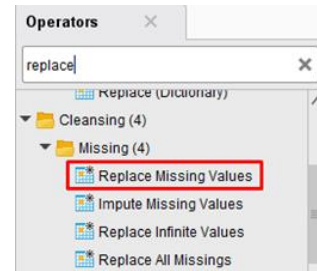 Operators
replace
Replace (Dictionary)
Cleansing (4)
Missing (4)
Replace Missing Values
Impute Missing Values
Replace Infinite Values
Replace All Missings